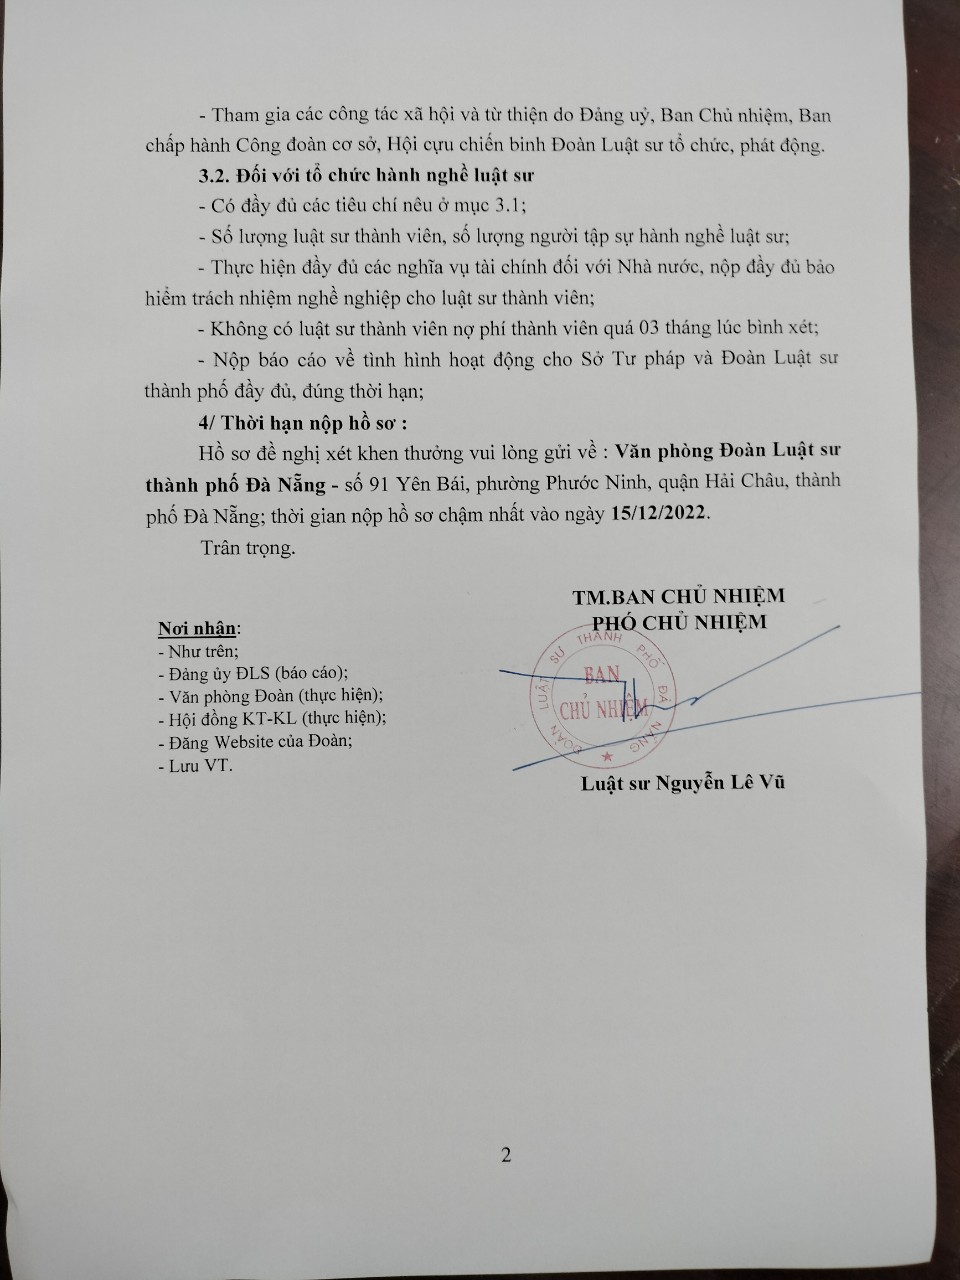 - Tham gia các công tác xã hội và từ thiện do Đảng uỷ, Ban Chủ nhiệm, Ban
chấp hành Công đoàn cơ sở, Hội cựu chiến binh Đoàn Luật sư tổ chức, phát động.
3.2. Đối với tổ chức hành nghề luật sư
- Có đầy đủ các tiêu chí nêu ở mục 3.1;
- Số lượng luật sư thành viên, số lượng người tập sự hành nghề luật sư;
- Thực hiện đầy đủ các nghĩa vụ tài chính đối với Nhà nước, nộp đầy đủ bảo
hiểm trách nhiệm nghề nghiệp cho luật sư thành viên;
- Không có luật sư thành viên nợ phí thành viên quá 03 tháng lúc bình xét;
- Nộp báo cáo về tình hình hoạt động cho Sở Tư pháp và Đoàn Luật sư
thành phố đầy đủ, đúng thời hạn;
4/ Thời hạn nộp hồ sơ :
Hồ sơ đề nghị xét khen thưởng vui lòng gửi về : Văn phòng Đoàn Luật sư
thành phố Đà Nẵng - số 91 Yên Bái, phường Phước Ninh, quận Hải Châu, thành
phố Đà Nẵng; thời gian nộp hồ sơ chậm nhất vào ngày 15/12/2022.
Trân trọng.
TM.BAN CHỦ NHIỆM
PHÓ CHỦ NHIỆM
Nơi nhận:
- Như trên;
- Đảng ủy ĐLS (báo cáo);
- Văn phòng Đoàn (thực hiện);
- Hội đồng KT-KL (thực hiện);
- Đăng Website của Đoàn;
- Lưu VT.
ĐOÀN LUẬT SƯ THÀNH PHỐ ĐÀ NẴNG
BAN
CHỦ NHIỆM
Luật sư Nguyễn Lê Vũ
2